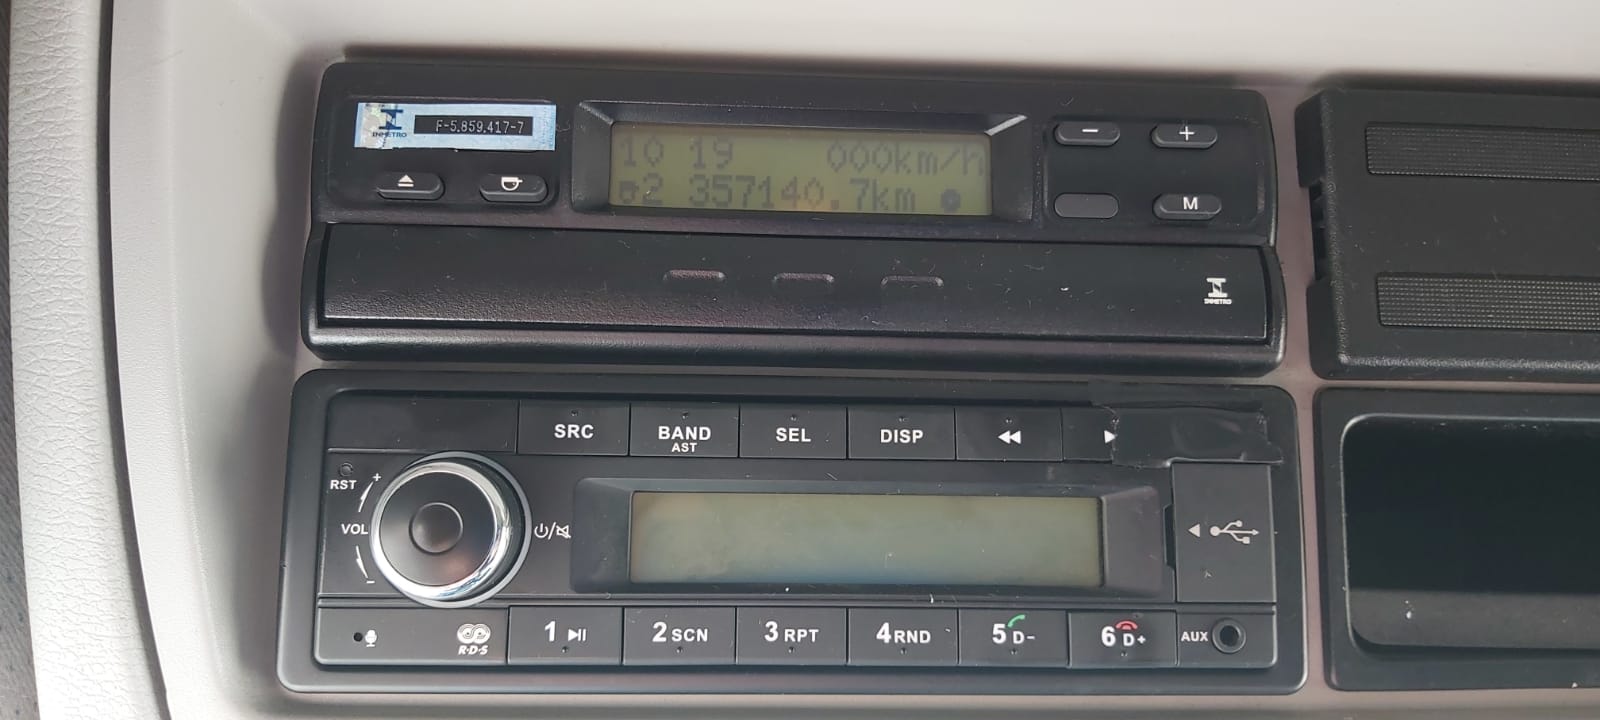 INMETRO
F-5.859.417-7
10 19 000km/h
2 357140.7km
- +
M
INMETRO
SRC BAND SEL DISP
AST
RST +
VOL
-
R·D·S
1 2 SCN 3 RPT 4 RND 5 D- 6 D+ AUX